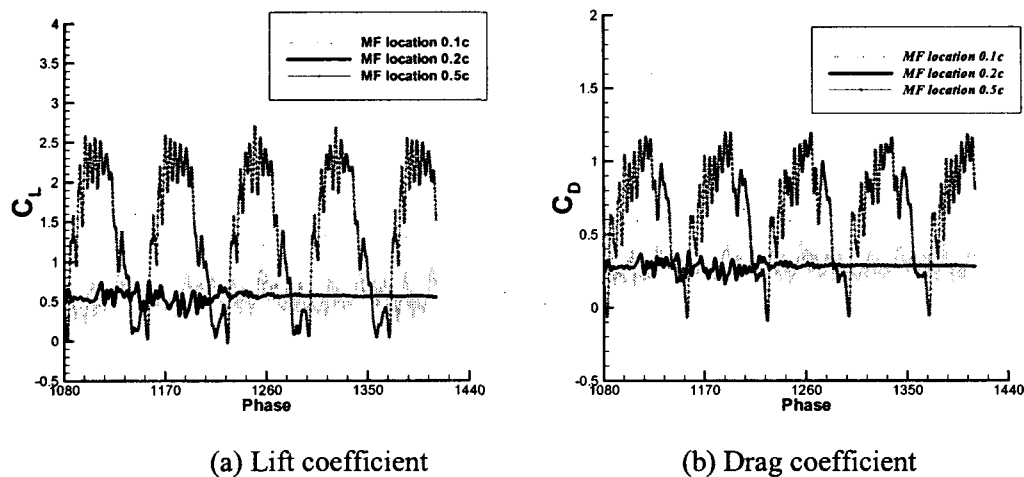 4
3.5
3
2.5
2
1.5
1
0.5
0
-0.5
C_L
1080
1170
1260
1350
1440
Phase
MF location 0.1c
MF location 0.2c
MF location 0.5c
(a) Lift coefficient
2
1.5
1
0.5
0
-0.5
C_D
1080
1170
1260
1350
1440
Phase
MF location 0.1c
MF location 0.2c
MF location 0.5c
(b) Drag coefficient